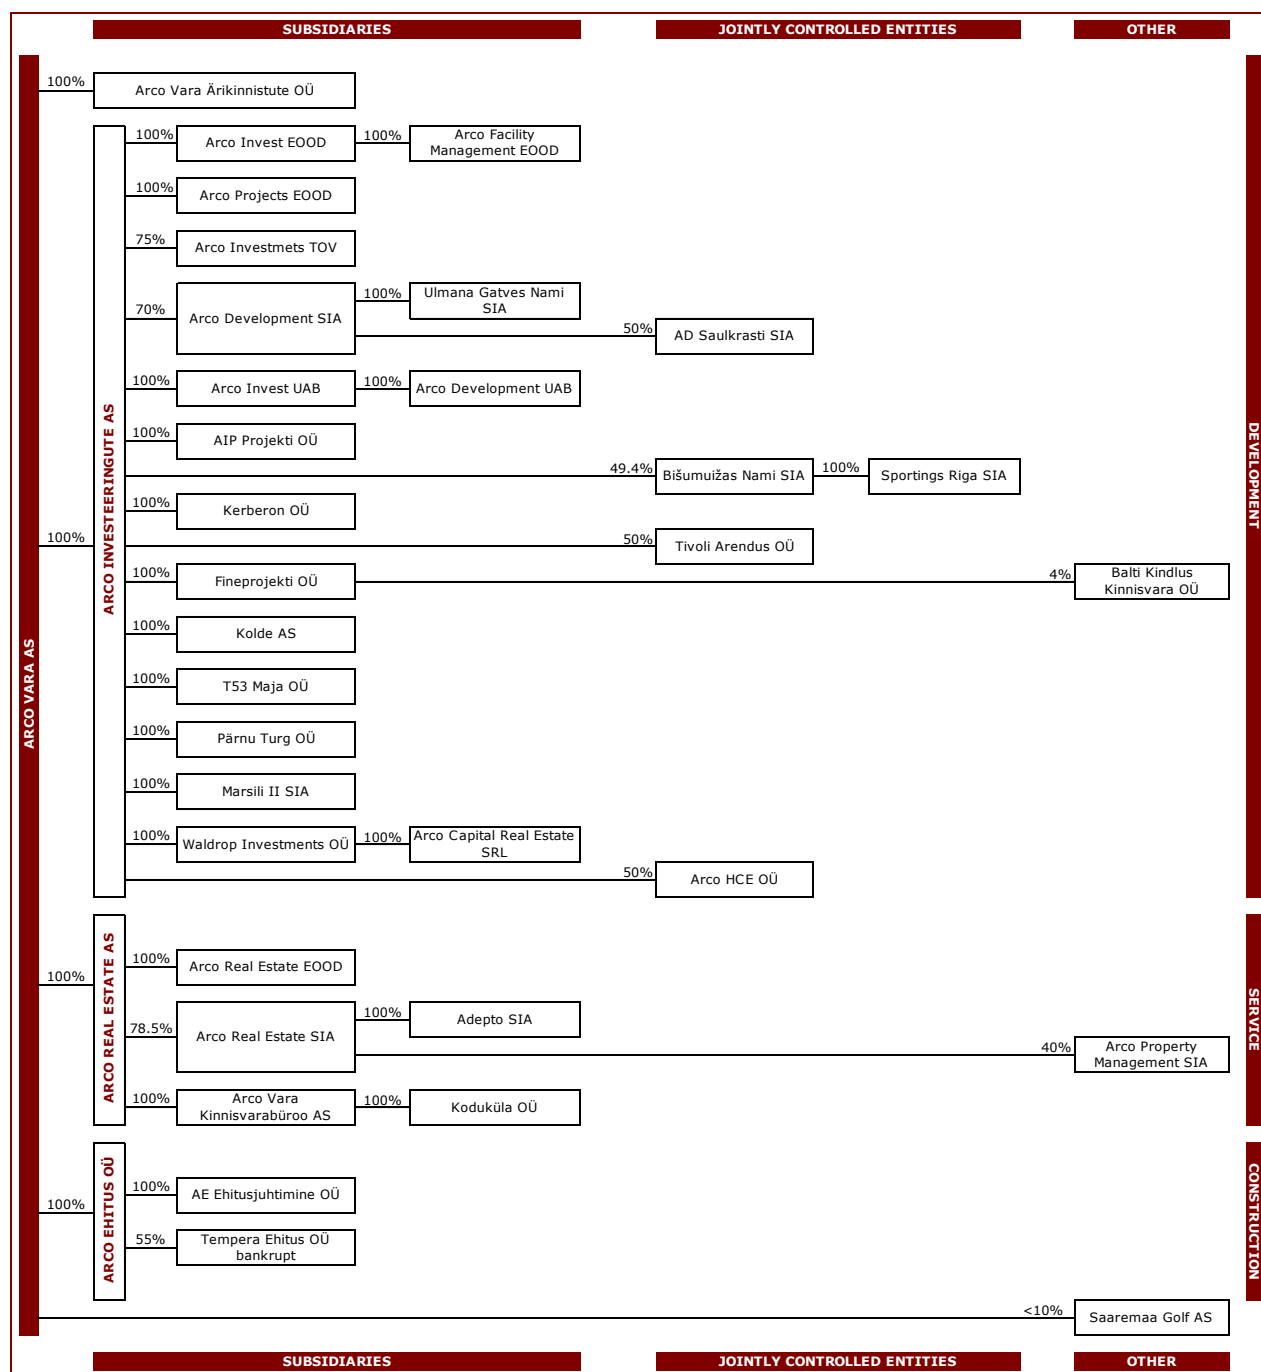 SUBSIDIARIES
JOINTLY CONTROLLED ENTITIES
OTHER
ARCO VARA AS
100%
Arco Vara Ärikinnistute OÜ
DEVELOPMENT
100%
ARCO INVESTEERINGUTE AS
100%
Arco Invest EOOD
100%
Arco Facility
Management EOOD
100%
Arco Projects EOOD
75%
Arco Investmets TOV
70%
Arco Development SIA
100%
Ulmana Gatves Nami
SIA
50%
AD Saulkrasti SIA
100%
Arco Invest UAB
100%
Arco Development UAB
100%
AIP Projekti OÜ
49.4%
Bišumuižas Nami SIA
100%
Sportings Riga SIA
100%
Kerberon OÜ
50%
Tivoli Arendus OÜ
100%
Fineprojekti OÜ
4%
Balti Kindlus
Kinnisvara OÜ
100%
Kolde AS
100%
T53 Maja OÜ
100%
Pärnu Turg OÜ
100%
Marsili II SIA
100%
Waldrop Investments OÜ
100%
Arco Capital Real Estate
SRL
50%
Arco HCE OÜ
100%
ARCO REAL ESTATE AS
SERVICE
100%
Arco Real Estate EOOD
78.5%
Arco Real Estate SIA
100%
Adepto SIA
40%
Arco Property
Management SIA
100%
Arco Vara
Kinnisvarabüroo AS
100%
Koduküla OÜ
100%
ARCO EHITUS OÜ
CONSTRUCTION
100%
AE Ehitusjuhtimine OÜ
55%
Tempera Ehitus OÜ
bankrupt
<10%
Saaremaa Golf AS
SUBSIDIARIES
JOINTLY CONTROLLED ENTITIES
OTHER